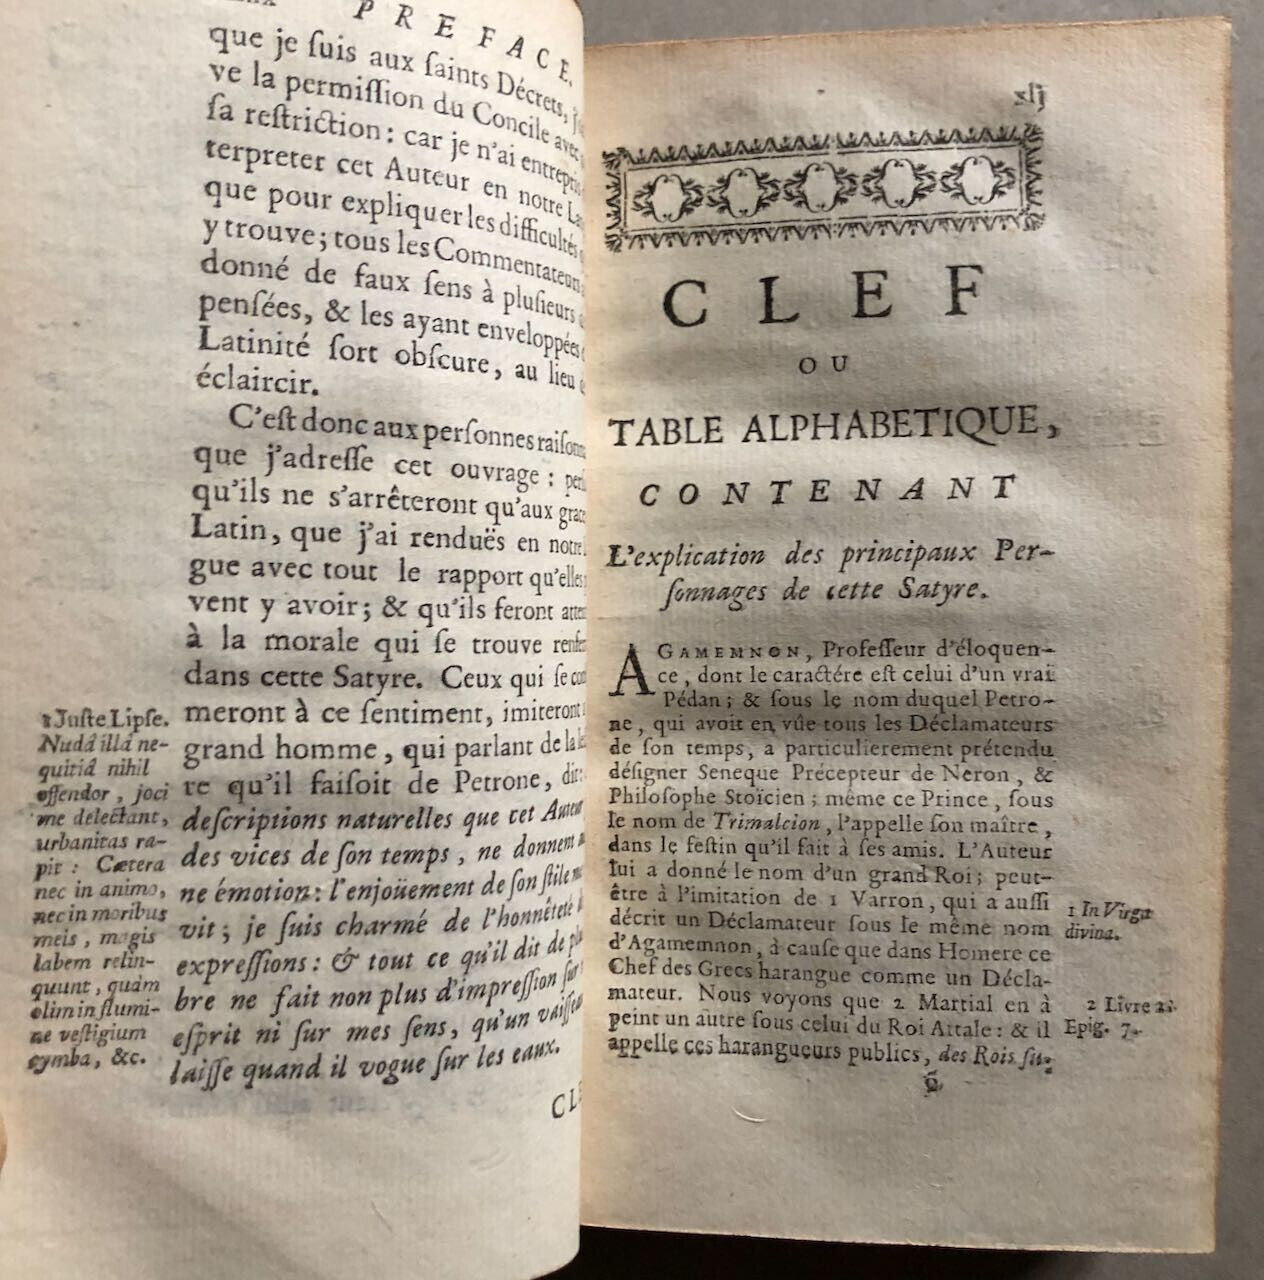 PREFACE.
que je ſuis aux ſaints Décrets,
ve la permiſſion du Concile avec
ſa reſtriction: car je n'ai entrepris
terpreter cet Auteur en notre
que pour expliquer les difficultés
y trouve; tous les Commentateurs
donné de faux ſens à pluſieurs
penſées, & les ayant enveloppées
Latinité fort obſcure, au lieu
éclaircir.
C'eſt donc aux perſonnes
que j'adreſſe cet ouvrage:
qu'ils ne s'arrêteront qu'aux
Latin, que j'ai renduës en notre
gue avec tout le rapport qu'elles
vent y avoir; & qu'ils feront
à la morale qui ſe trouve
dans cette Satyre. Ceux qui ſe
meront à ce ſentiment, imiteront
grand homme, qui parlant de la
re qu'il faiſoit de Petrone, dit:
deſcriptions naturelles que cet Auteur
des vices de ſon temps, ne donnent
ne émotion: l'enjoüement de ſon ſtile
vit; je ſuis charmé de l'honnêteté
expreſſions: & tout ce qu'il dit de
bre ne fait non plus d'impreſſion ſur
eſprit ni ſur mes ſens, qu'un vaiſſeau
laiſſe quand il vogue ſur les eaux.
1 Juſte Lipſe.
Nudâ illâ ne-
quitiâ nihil
offendor, joci
me delectant,
urbanitas ra-
pit: Cætera
nec in animo,
nec in moribus
meis, magis
labem relin-
quunt, quàm
olim in flumi-
ne veſtigium
cymba, &c.
xlj
CLEF
OU
TABLE ALPHABETIQUE,
CONTENANT
L'explication des principaux Per-
ſonnages de cette Satyre.
AGAMEMNON, Profeſſeur d'éloquen-
ce, dont le caractére eſt celui d'un vrai
Pédan; & ſous le nom duquel Petro-
ne, qui avoit en vûe tous les Déclamateurs
de ſon temps, a particulierement prétendu
déſigner Seneque Précepteur de Neron, &
Philoſophe Stoïcien; même ce Prince, ſous
le nom de Trimalcion, l'appelle ſon maître,
dans le feſtin qu'il fait à ſes amis. L'Auteur
lui a donné le nom d'un grand Roi; peut-
être à l'imitation de 1 Varron, qui a auſſi
décrit un Déclamateur ſous le même nom
d'Agamemnon, à cauſe que dans Homere ce
Chef des Grecs harangue comme un Décla-
mateur. Nous voyons que 2 Martial en à
peint un autre ſous celui du Roi Attale: & il
appelle ces harangueurs publics, des Rois ſu-
1 In Virga
divina.
2 Livre
Epig. 7.